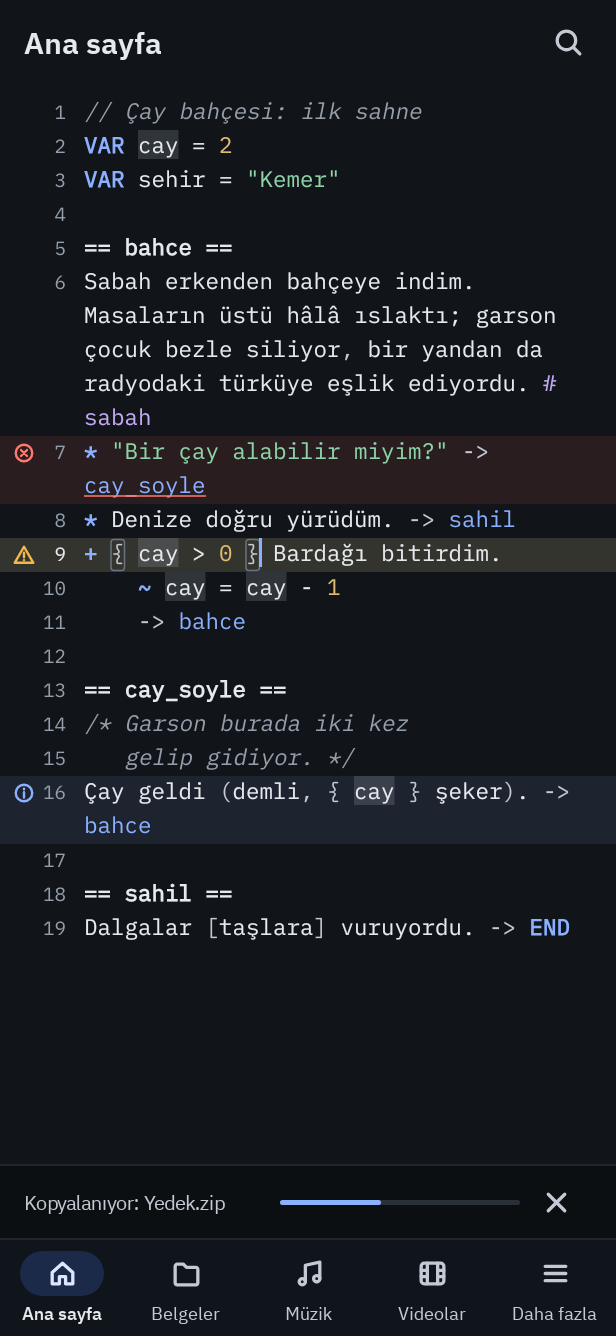 Ana sayfa
1 // Çay bahçesi: ilk sahne
2 VAR cay = 2
3 VAR sehir = "Kemer"
4
5 == bahce ==
6 Sabah erkenden bahçeye indim.
Masaların üstü hâlâ ıslaktı; garson
çocuk bezle siliyor, bir yandan da
radyodaki türküye eşlik ediyordu. #
sabah
7 * "Bir çay alabilir miyim?" ->
cay_soyle
8 * Denize doğru yürüdüm. -> sahil
9 + { cay > 0 } Bardağı bitirdim.
10 ~ cay = cay - 1
11 -> bahce
12
13 == cay_soyle ==
14 /* Garson burada iki kez
15 gelip gidiyor. */
16 Çay geldi (demli, { cay } şeker). ->
bahce
17
18 == sahil ==
19 Dalgalar [taşlara] vuruyordu. -> END
Kopyalanıyor: Yedek.zip
Ana sayfa
Belgeler
Müzik
Videolar
Daha fazla